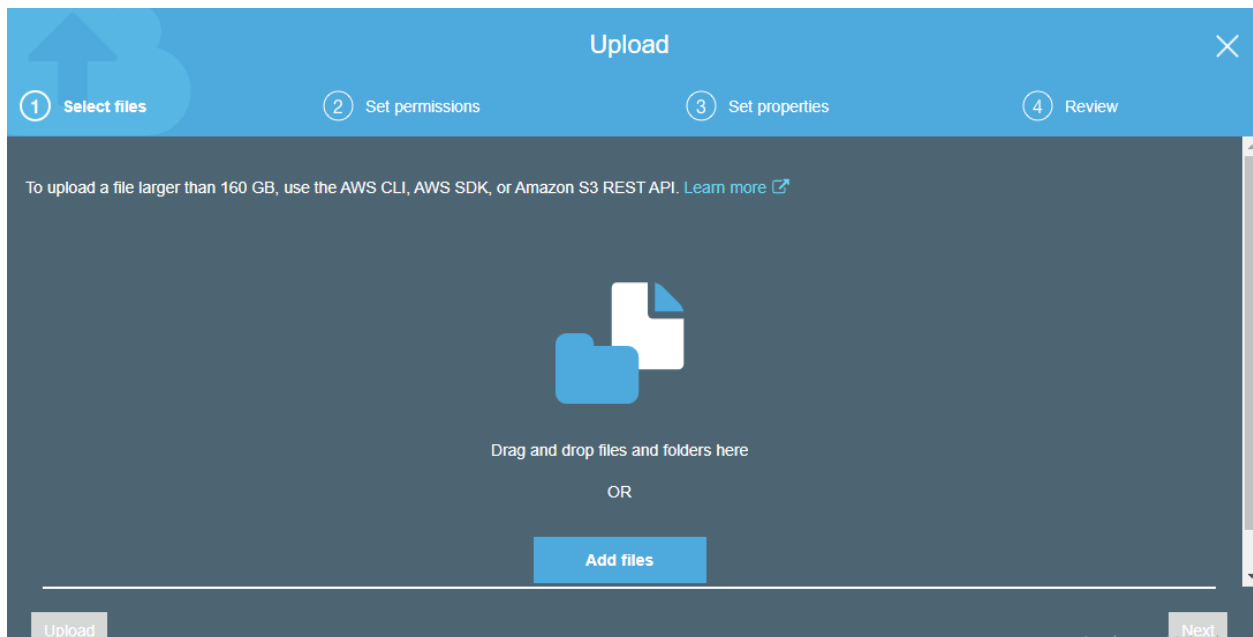 Upload
1 Select files
2 Set permissions
3 Set properties
4 Review
To upload a file larger than 160 GB, use the AWS CLI, AWS SDK, or Amazon S3 REST API. Learn more
Drag and drop files and folders here
OR
Add files
Upload
Next